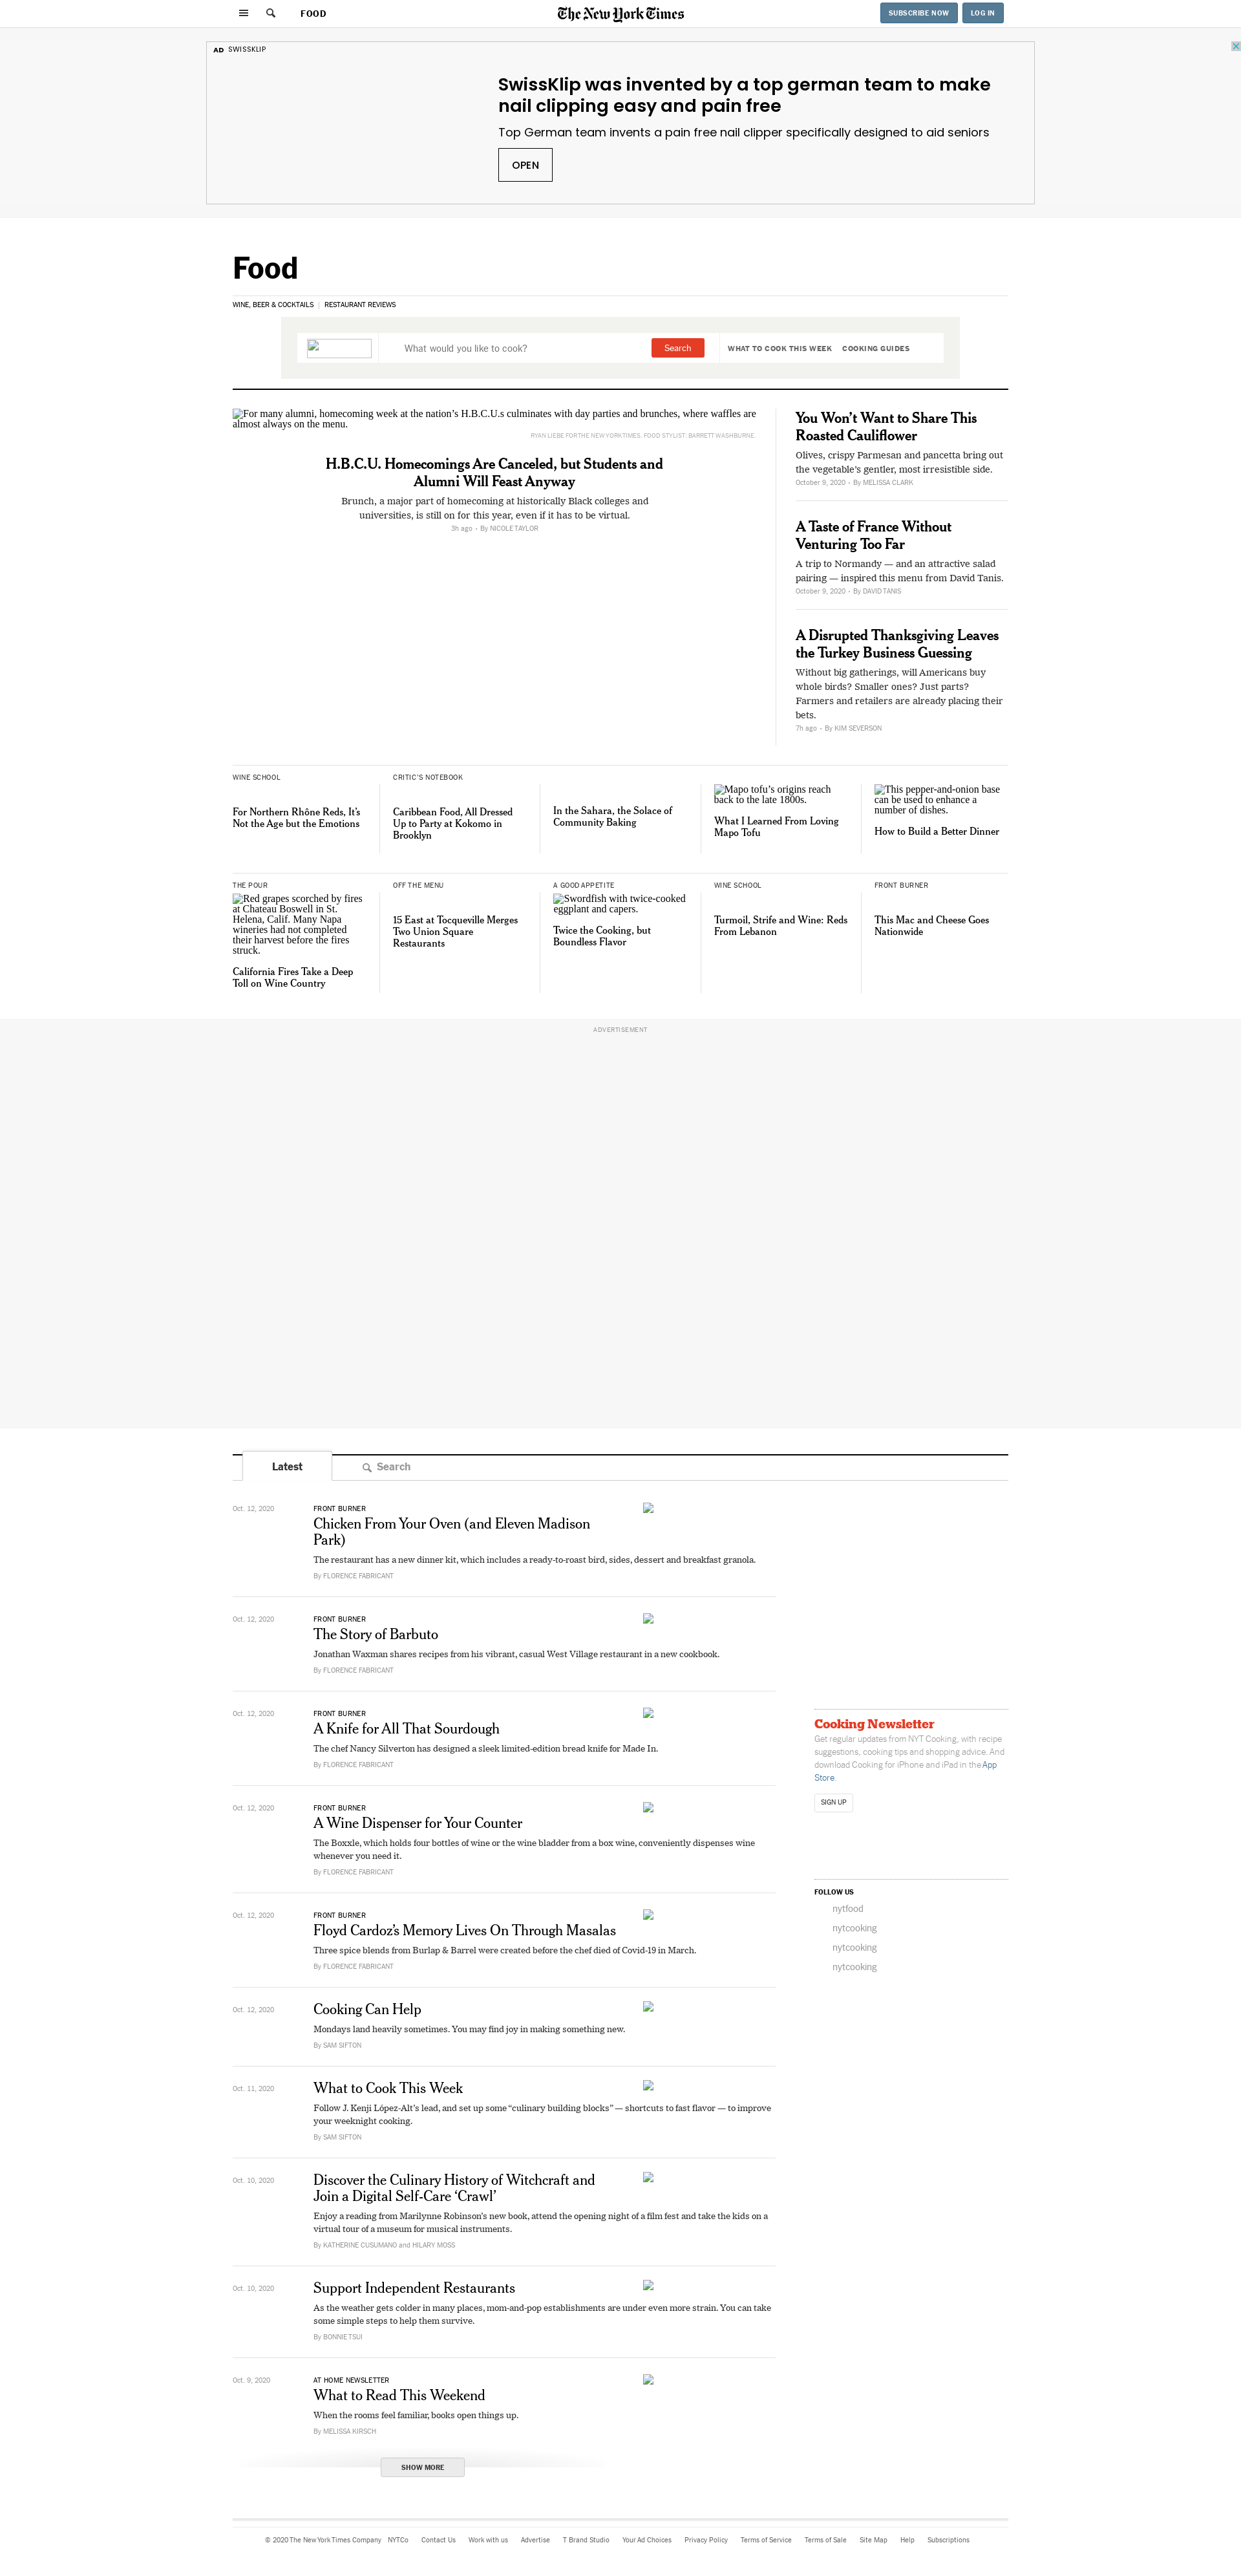 FOOD
The New York Times
SUBSCRIBE NOW
LOG IN
AD SWISSKLIP
SwissKlip was invented by a top german team to make
nail clipping easy and pain free
Top German team invents a pain free nail clipper specifically designed to aid seniors
OPEN
Food
WINE, BEER & COCKTAILS | RESTAURANT REVIEWS
What would you like to cook?
Search
WHAT TO COOK THIS WEEK
COOKING GUIDES
For many alumni, homecoming week at the nation’s H.B.C.U.s culminates with day parties and brunches, where waffles are
almost always on the menu.
RYAN LIEBE FOR THE NEW YORK TIMES. FOOD STYLIST: BARRETT WASHBURNE.
H.B.C.U. Homecomings Are Canceled, but Students and
Alumni Will Feast Anyway
Brunch, a major part of homecoming at historically Black colleges and
universities, is still on for this year, even if it has to be virtual.
3h ago - By NICOLE TAYLOR
You Won’t Want to Share This
Roasted Cauliflower
Olives, crispy Parmesan and pancetta bring out
the vegetable’s gentler, most irresistible side.
October 9, 2020 - By MELISSA CLARK
A Taste of France Without
Venturing Too Far
A trip to Normandy — and an attractive salad
pairing — inspired this menu from David Tanis.
October 9, 2020 - By DAVID TANIS
A Disrupted Thanksgiving Leaves
the Turkey Business Guessing
Without big gatherings, will Americans buy
whole birds? Smaller ones? Just parts?
Farmers and retailers are already placing their
bets.
7h ago - By KIM SEVERSON
WINE SCHOOL
For Northern Rhône Reds, It’s
Not the Age but the Emotions
CRITIC’S NOTEBOOK
Caribbean Food, All Dressed
Up to Party at Kokomo in
Brooklyn
In the Sahara, the Solace of
Community Baking
Mapo tofu’s origins reach
back to the late 1800s.
What I Learned From Loving
Mapo Tofu
This pepper-and-onion base
can be used to enhance a
number of dishes.
How to Build a Better Dinner
THE POUR
Red grapes scorched by fires
at Chateau Boswell in St.
Helena, Calif. Many Napa
wineries had not completed
their harvest before the fires
struck.
California Fires Take a Deep
Toll on Wine Country
OFF THE MENU
15 East at Tocqueville Merges
Two Union Square
Restaurants
A GOOD APPETITE
Swordfish with twice-cooked
eggplant and capers.
Twice the Cooking, but
Boundless Flavor
WINE SCHOOL
Turmoil, Strife and Wine: Reds
From Lebanon
FRONT BURNER
This Mac and Cheese Goes
Nationwide
ADVERTISEMENT
Latest
Search
Oct. 12, 2020
FRONT BURNER
Chicken From Your Oven (and Eleven Madison
Park)
The restaurant has a new dinner kit, which includes a ready-to-roast bird, sides, dessert and breakfast granola.
By FLORENCE FABRICANT
Oct. 12, 2020
FRONT BURNER
The Story of Barbuto
Jonathan Waxman shares recipes from his vibrant, casual West Village restaurant in a new cookbook.
By FLORENCE FABRICANT
Oct. 12, 2020
FRONT BURNER
A Knife for All That Sourdough
The chef Nancy Silverton has designed a sleek limited-edition bread knife for Made In.
By FLORENCE FABRICANT
Oct. 12, 2020
FRONT BURNER
A Wine Dispenser for Your Counter
The Boxxle, which holds four bottles of wine or the wine bladder from a box wine, conveniently dispenses wine
whenever you need it.
By FLORENCE FABRICANT
Oct. 12, 2020
FRONT BURNER
Floyd Cardoz’s Memory Lives On Through Masalas
Three spice blends from Burlap & Barrel were created before the chef died of Covid-19 in March.
By FLORENCE FABRICANT
Oct. 12, 2020
Cooking Can Help
Mondays land heavily sometimes. You may find joy in making something new.
By SAM SIFTON
Oct. 11, 2020
What to Cook This Week
Follow J. Kenji López-Alt’s lead, and set up some “culinary building blocks” — shortcuts to fast flavor — to improve
your weeknight cooking.
By SAM SIFTON
Oct. 10, 2020
Discover the Culinary History of Witchcraft and
Join a Digital Self-Care ‘Crawl’
Enjoy a reading from Marilynne Robinson’s new book, attend the opening night of a film fest and take the kids on a
virtual tour of a museum for musical instruments.
By KATHERINE CUSUMANO and HILARY MOSS
Oct. 10, 2020
Support Independent Restaurants
As the weather gets colder in many places, mom-and-pop establishments are under even more strain. You can take
some simple steps to help them survive.
By BONNIE TSUI
Oct. 9, 2020
AT HOME NEWSLETTER
What to Read This Weekend
When the rooms feel familiar, books open things up.
By MELISSA KIRSCH
SHOW MORE
Cooking Newsletter
Get regular updates from NYT Cooking, with recipe
suggestions, cooking tips and shopping advice. And
download Cooking for iPhone and iPad in the App
Store.
SIGN UP
FOLLOW US
nytfood
nytcooking
nytcooking
nytcooking
© 2020 The New York Times Company NYTCo Contact Us Work with us Advertise T Brand Studio Your Ad Choices Privacy Policy Terms of Service Terms of Sale Site Map Help Subscriptions